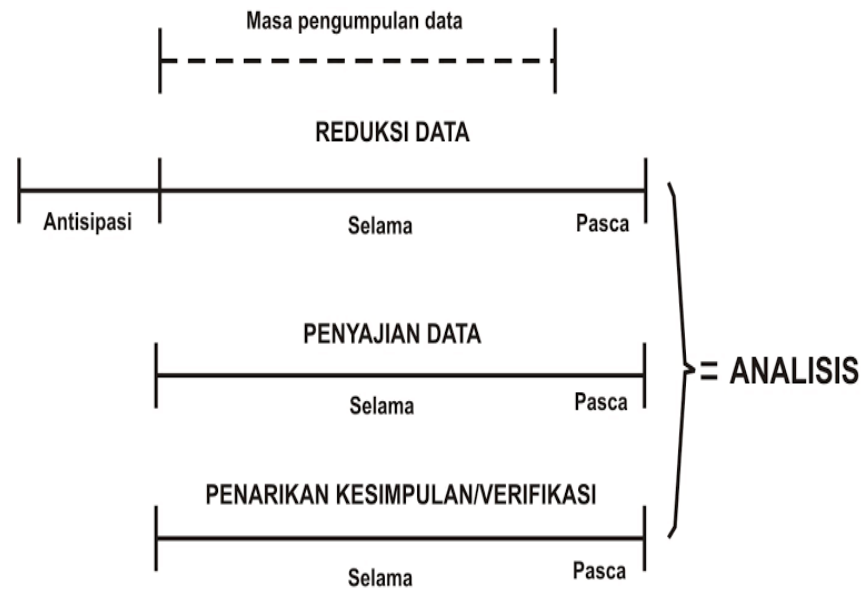 Masa pengumpulan data
REDUKSI DATA
Antisipasi
Selama
Pasca
PENYAJIAN DATA
Selama
Pasca
= ANALISIS
PENARIKAN KESIMPULAN/VERIFIKASI
Selama
Pasca